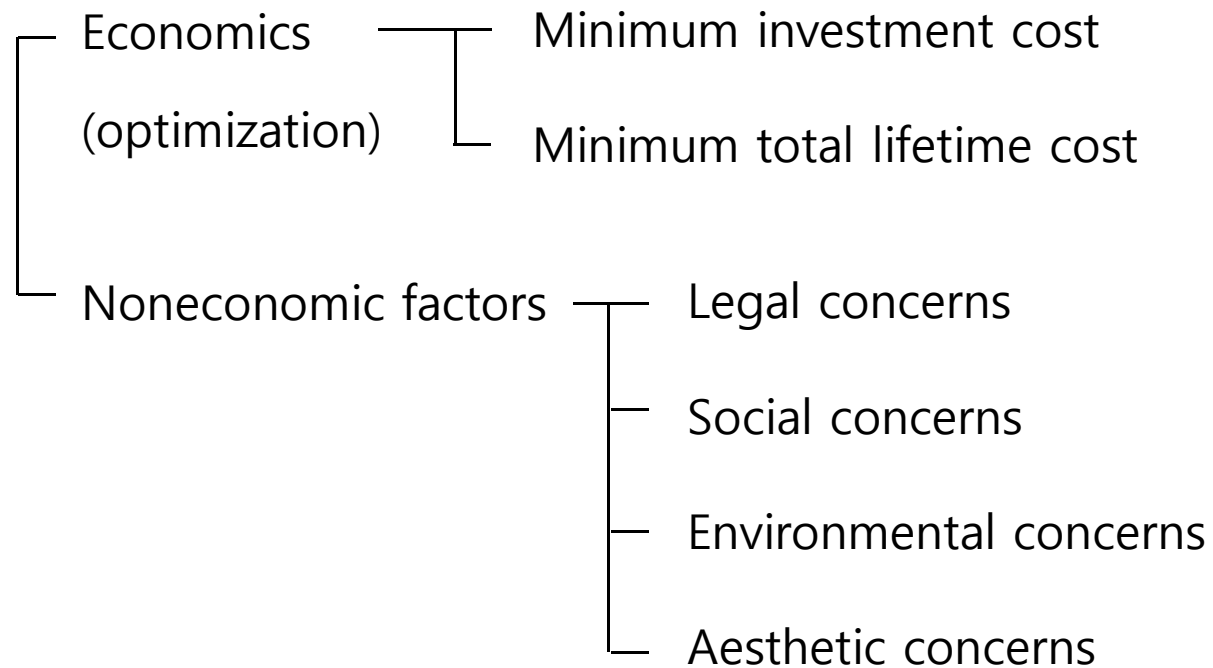 Economics
(optimization)
Minimum investment cost
Minimum total lifetime cost
Noneconomic factors
Legal concerns
Social concerns
Environmental concerns
Aesthetic concerns